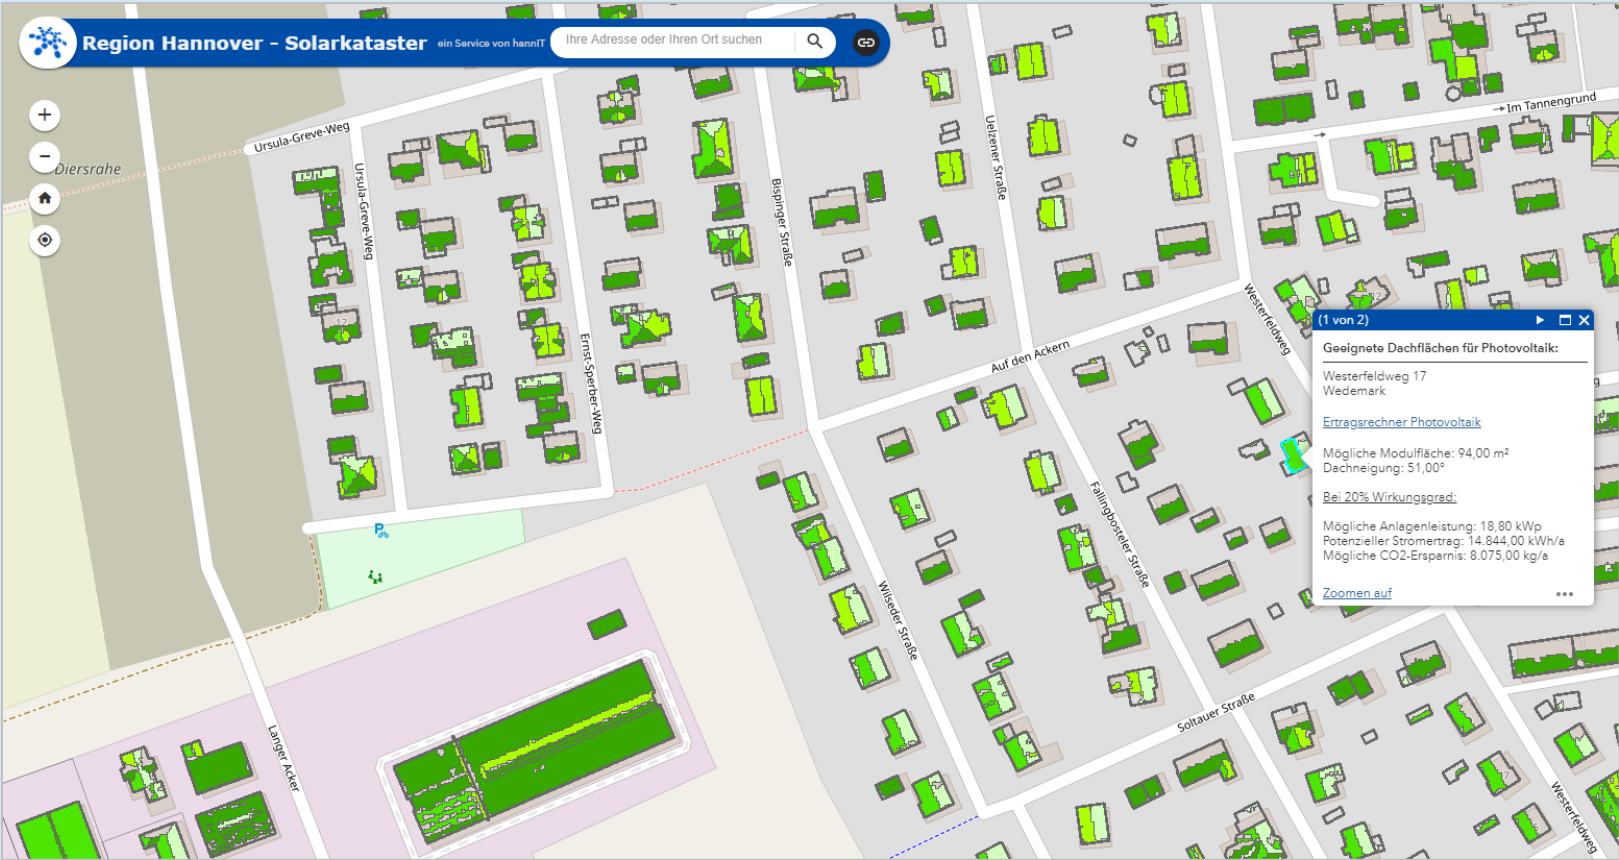 Region Hannover - Solarkataster
ein Service von hannIT
Ihre Adresse oder Ihren Ort suchen
+
−
Diersrahe
Ursula-Greve-Weg
Ursula-Greve-Weg
Ernst-Sperber-Weg
Bispinger Straße
Uelzener Straße
Im Tannengrund
Westerfeldweg
Auf den Ackern
12
(1 von 2)
Geeignete Dachflächen für Photovoltaik:
Westerfeldweg 17
Wedemark
Ertragsrechner Photovoltaik
Mögliche Modulfläche: 94,00 m²
Dachneigung: 51,00°
Bei 20% Wirkungsgrad:
Mögliche Anlagenleistung: 18,80 kWp
Potenzieller Stromertrag: 14.844,00 kWh/a
Mögliche CO2-Ersparnis: 8.075,00 kg/a
Zoomen auf
•••
P
Wilseder Straße
Fallingbosteler Straße
Soltauer Straße
Langer Acker
Westerfeldweg